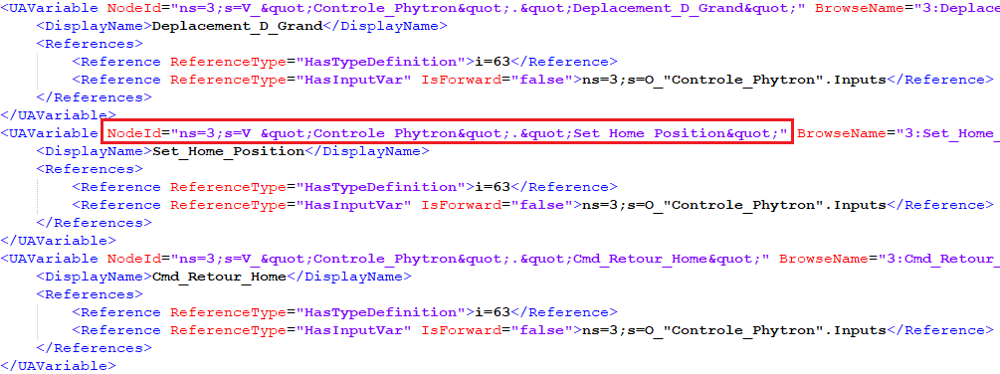 <UAVariable NodeId="ns=3;s=V_&quot;Controle_Phytron&quot;.&quot;Deplacement_D_Grand&quot;" BrowseName="3:Deplace
<DisplayName>Deplacement_D_Grand</DisplayName>
<References>
<Reference ReferenceType="HasTypeDefinition">i=63</Reference>
<Reference ReferenceType="HasInputVar" IsForward="false">ns=3;s=O_"Controle_Phytron".Inputs</Reference>
</References>
</UAVariable>
<UAVariable NodeId="ns=3;s=V_&quot;Controle_Phytron&quot;.&quot;Set_Home_Position&quot;" BrowseName="3:Set_Home_
<DisplayName>Set_Home_Position</DisplayName>
<References>
<Reference ReferenceType="HasTypeDefinition">i=63</Reference>
<Reference ReferenceType="HasInputVar" IsForward="false">ns=3;s=O_"Controle_Phytron".Inputs</Reference>
</References>
</UAVariable>
<UAVariable NodeId="ns=3;s=V_&quot;Controle_Phytron&quot;.&quot;Cmd_Retour_Home&quot;" BrowseName="3:Cmd_Retour_
<DisplayName>Cmd_Retour_Home</DisplayName>
<References>
<Reference ReferenceType="HasTypeDefinition">i=63</Reference>
<Reference ReferenceType="HasInputVar" IsForward="false">ns=3;s=O_"Controle_Phytron".Inputs</Reference>
</References>
</UAVariable>